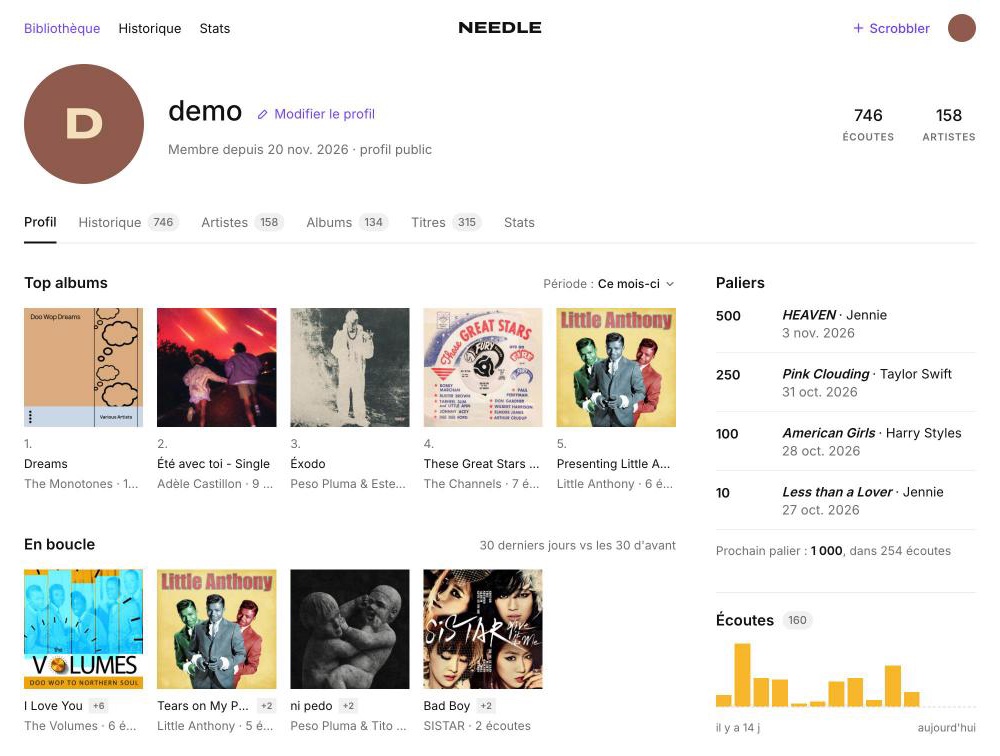 Bibliothèque Historique Stats
NEEDLE
+ Scrobbler
D
demo
Modifier le profil
Membre depuis 20 nov. 2026 · profil public
746
ÉCOUTES
158
ARTISTES
Profil
Historique 746
Artistes 158
Albums 134
Titres 315
Stats
Top albums
Période : Ce mois-ci
Doo Wop Dreams
Various Artists
These GREAT STARS
FURY
Little Anthony
1.
Dreams
The Monotones · 1...
2.
Été avec toi - Single
Adèle Castillon · 9 ...
3.
Éxodo
Peso Pluma & Este...
4.
These Great Stars ...
The Channels · 7 é...
5.
Presenting Little A...
Little Anthony · 6 é...
En boucle
30 derniers jours vs les 30 d'avant
VOLUMES
DOO WOP TO NORTHERN SOUL
Little Anthony
SISTAR
Give it to Me
I Love You +6
The Volumes · 6 é...
Tears on My P... +2
Little Anthony · 5 é...
ni pedo +2
Peso Pluma & Tito ...
Bad Boy +2
SISTAR · 2 écoutes
Paliers
500
HEAVEN · Jennie
3 nov. 2026
250
Pink Clouding · Taylor Swift
31 oct. 2026
100
American Girls · Harry Styles
28 oct. 2026
10
Less than a Lover · Jennie
27 oct. 2026
Prochain palier : 1 000, dans 254 écoutes
Écoutes 160
il y a 14 j
aujourd'hui